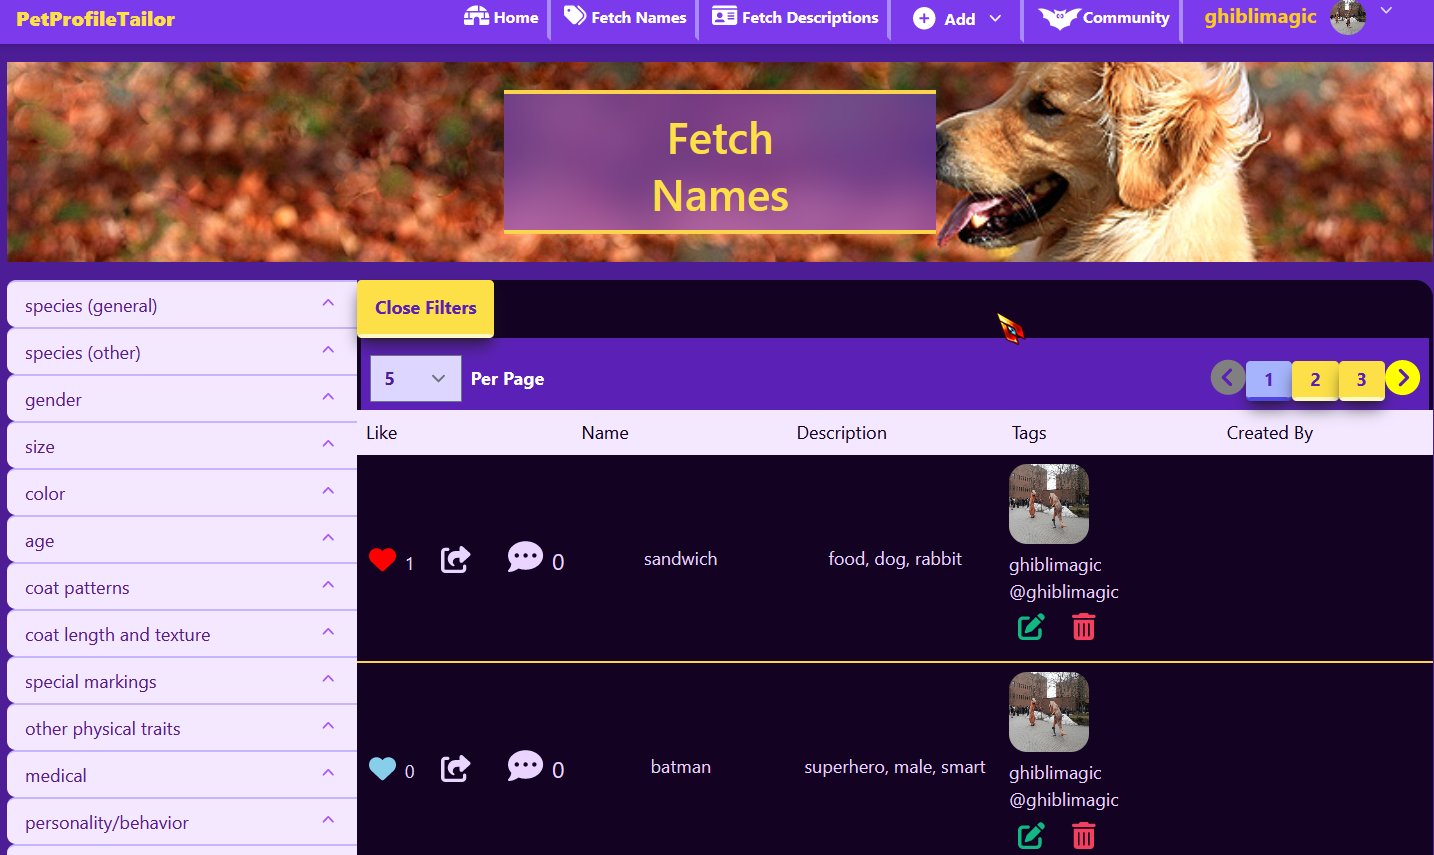 PetProfileTailor
Home
Fetch Names
Fetch Descriptions
Add
Community
ghiblimagic
Fetch
Names
species (general)
species (other)
gender
size
color
age
coat patterns
coat length and texture
special markings
other physical traits
medical
personality/behavior
Close Filters
5 Per Page
1 2 3
Like Name Description Tags Created By
1 0 sandwich food, dog, rabbit
ghiblimagic
@ghiblimagic
0 0 batman superhero, male, smart
ghiblimagic
@ghiblimagic